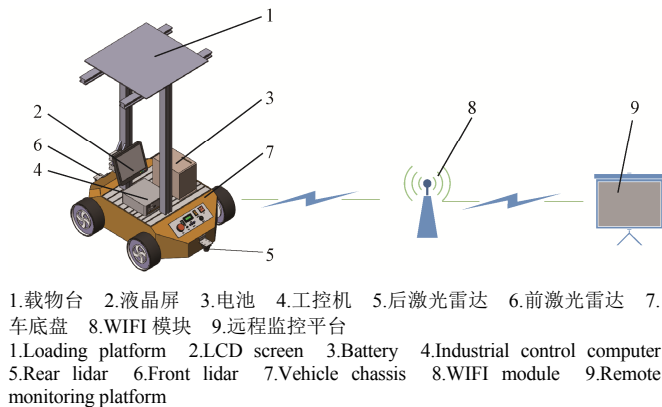 1
2
3
8
9
6
7
4
5
1.载物台 2.液晶屏 3.电池 4.工控机 5.后激光雷达 6.前激光雷达 7.
车底盘 8.WIFI 模块 9.远程监控平台
1.Loading platform 2.LCD screen 3.Battery 4.Industrial control computer
5.Rear lidar 6.Front lidar 7.Vehicle chassis 8.WIFI module 9.Remote
monitoring platform